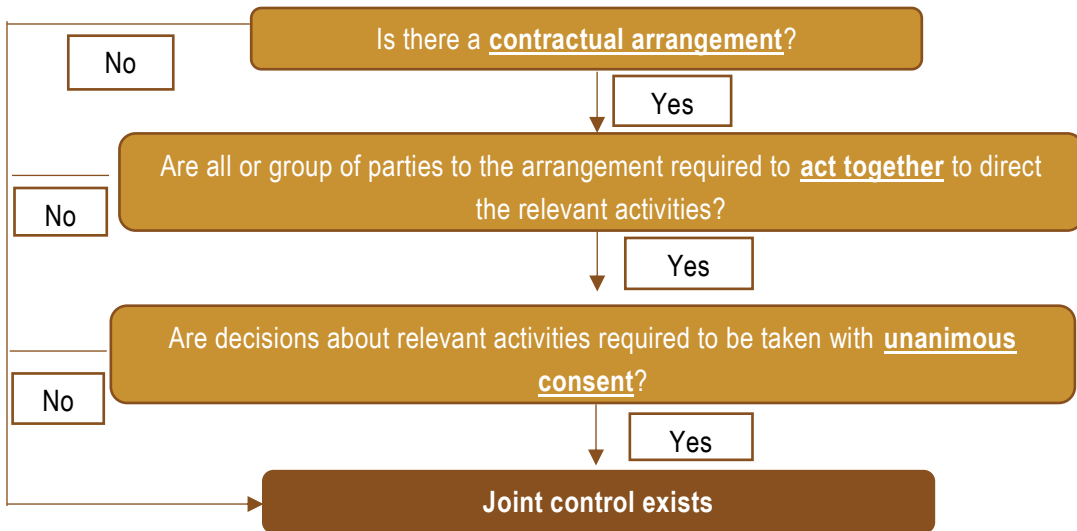 Is there a contractual arrangement?
No
Yes
Are all or group of parties to the arrangement required to act together to direct
the relevant activities?
No
Yes
Are decisions about relevant activities required to be taken with unanimous
consent?
No
Yes
Joint control exists